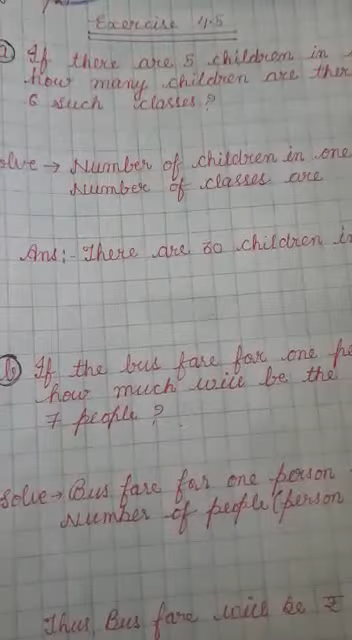 Exercise 4.5
a) If there are 5 children in
how many children are ther
6 such classes?
olve → Number of children in one
Number of classes are
Ans:- There are 30 children in
b) If the bus fare for one pe
how much will be the
7 people?
Solve → Bus fare for one person
Number of people (person
Thus, Bus fare will be ₹